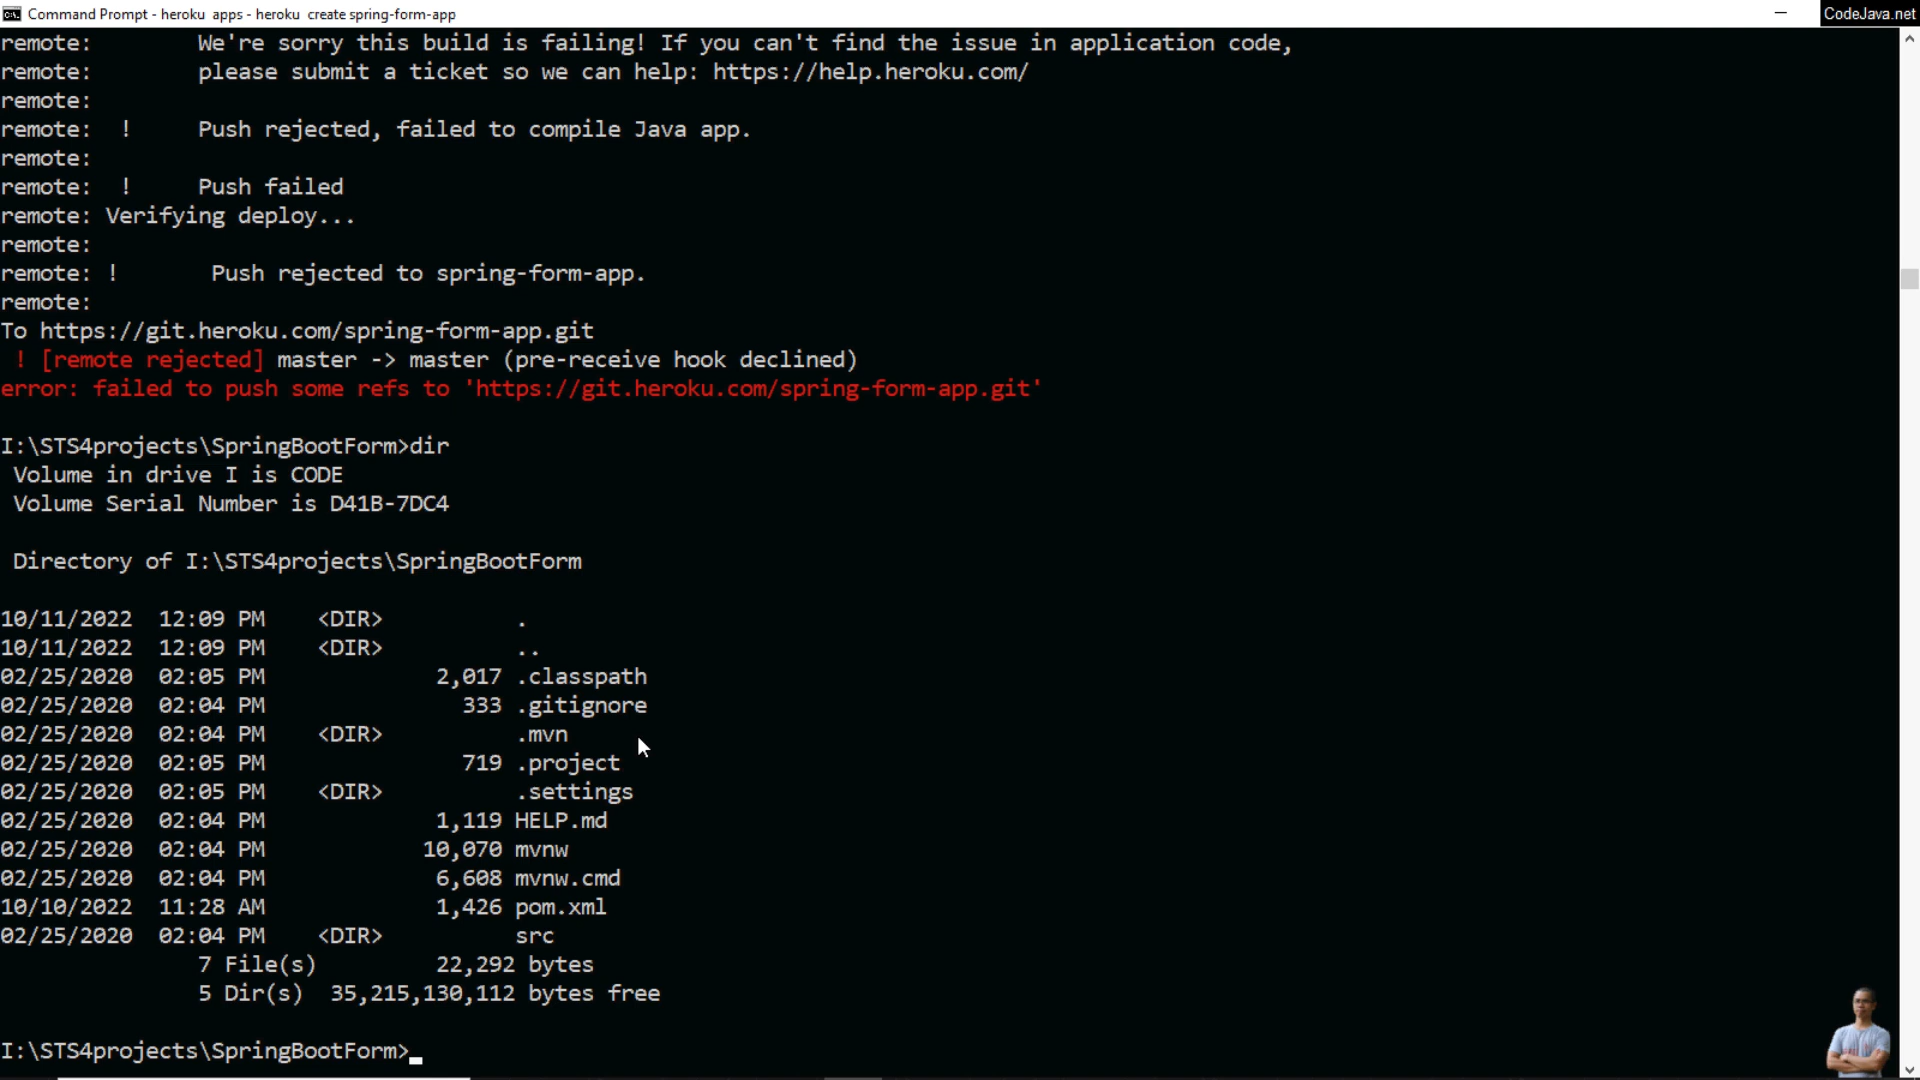 Command Prompt - heroku  apps - heroku  create spring-form-app
CodeJava.net
remote:        We're sorry this build is failing! If you can't find the issue in application code,
remote:        please submit a ticket so we can help: https://help.heroku.com/
remote:
remote:  !     Push rejected, failed to compile Java app.
remote:
remote:  !     Push failed
remote: Verifying deploy...
remote:
remote: !       Push rejected to spring-form-app.
remote:
To https://git.heroku.com/spring-form-app.git
 ! [remote rejected] master -> master (pre-receive hook declined)
error: failed to push some refs to 'https://git.heroku.com/spring-form-app.git'
I:\STS4projects\SpringBootForm>dir
 Volume in drive I is CODE
 Volume Serial Number is D41B-7DC4
 Directory of I:\STS4projects\SpringBootForm
10/11/2022  12:09 PM    <DIR>          .
10/11/2022  12:09 PM    <DIR>          ..
02/25/2020  02:05 PM             2,017 .classpath
02/25/2020  02:04 PM               333 .gitignore
02/25/2020  02:04 PM    <DIR>          .mvn
02/25/2020  02:05 PM               719 .project
02/25/2020  02:05 PM    <DIR>          .settings
02/25/2020  02:04 PM             1,119 HELP.md
02/25/2020  02:04 PM            10,070 mvnw
02/25/2020  02:04 PM             6,608 mvnw.cmd
10/10/2022  11:28 AM             1,426 pom.xml
02/25/2020  02:04 PM    <DIR>          src
               7 File(s)         22,292 bytes
               5 Dir(s)  35,215,130,112 bytes free
I:\STS4projects\SpringBootForm>